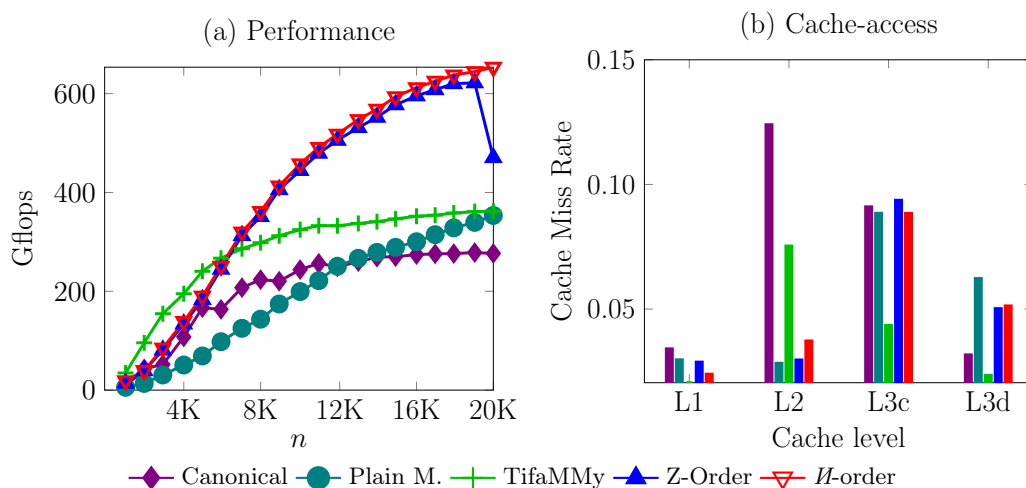 (a) Performance
(b) Cache-access
Gflops
600
400
200
0
4K 8K 12K 16K 20K
n
Cache Miss Rate
0.15
0.10
0.05
L1 L2 L3c L3d
Cache level
Canonical Plain M. TifaMMy Z-Order И-order